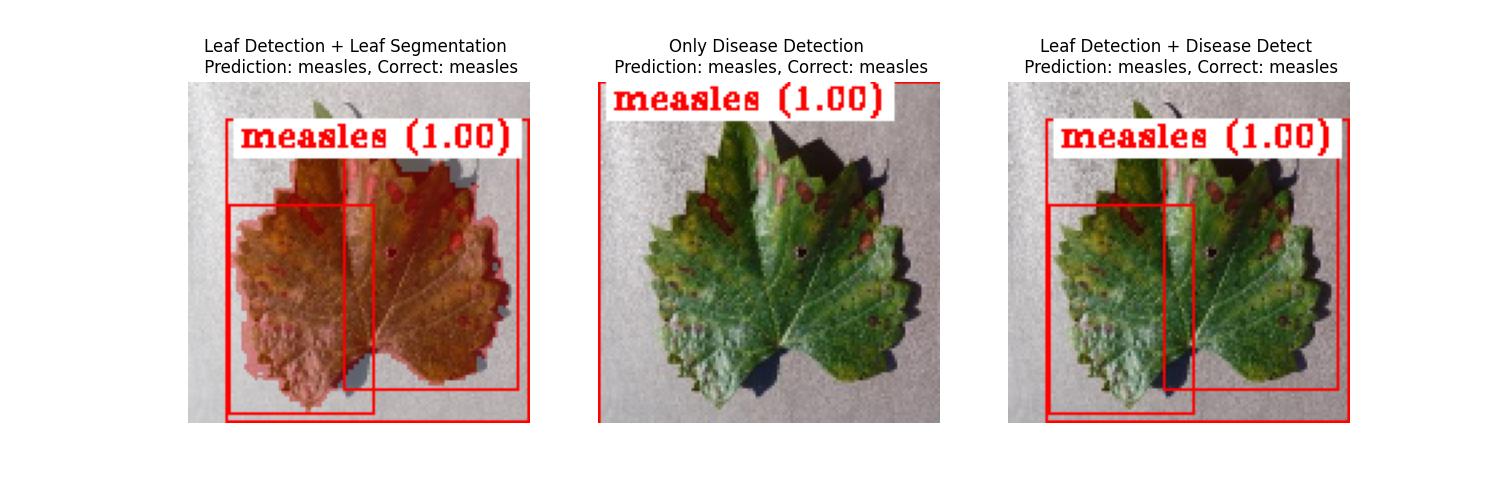 Leaf Detection + Leaf Segmentation
Prediction: measles, Correct: measles
measles (1.00)
Only Disease Detection
Prediction: measles, Correct: measles
measles (1.00)
Leaf Detection + Disease Detect
Prediction: measles, Correct: measles
measles (1.00)